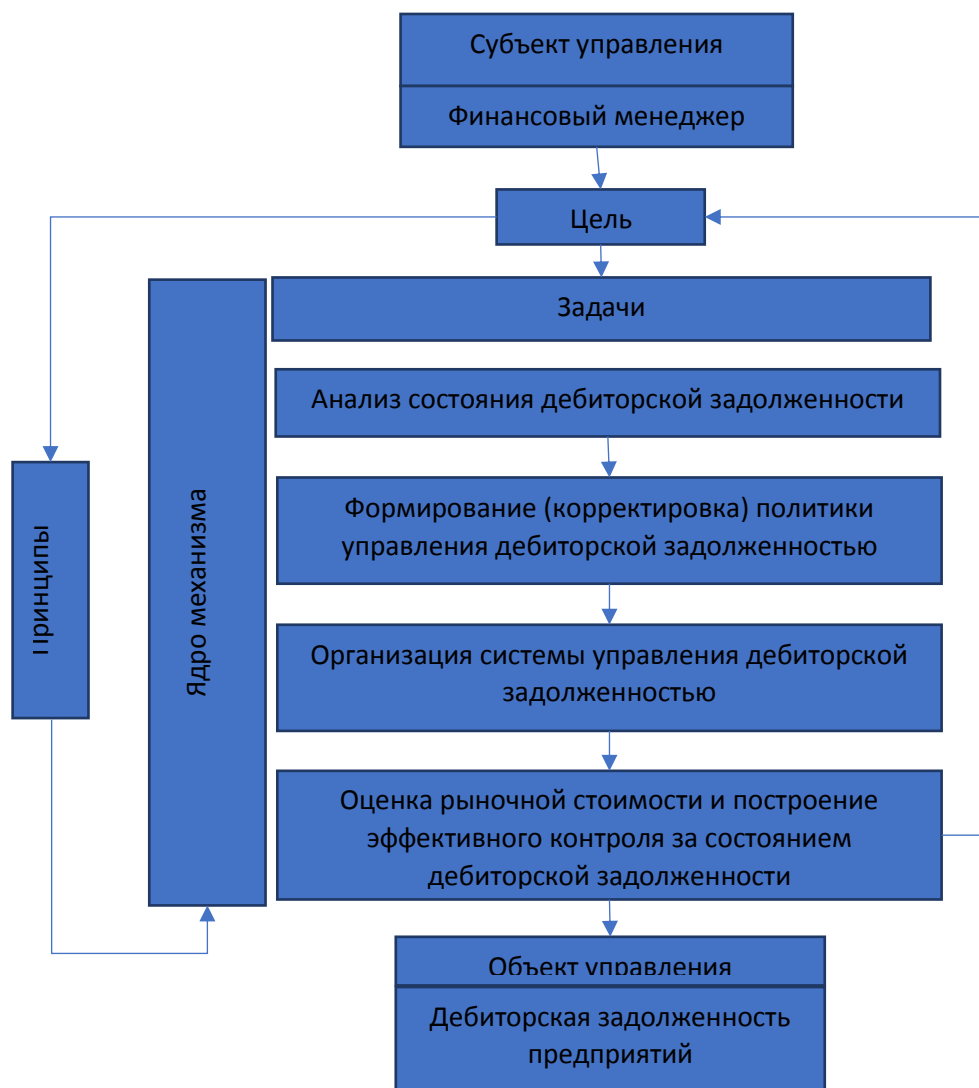 Субъект управления
Финансовый менеджер
Цель
Задачи
Анализ состояния дебиторской задолженности
Формирование (корректировка) политики
управления дебиторской задолженностью
Принципы
Ядро механизма
Организация системы управления дебиторской
задолженностью
Оценка рыночной стоимости и построение
эффективного контроля за состоянием
дебиторской задолженности
Объект управления
Дебиторская задолженность
предприятий